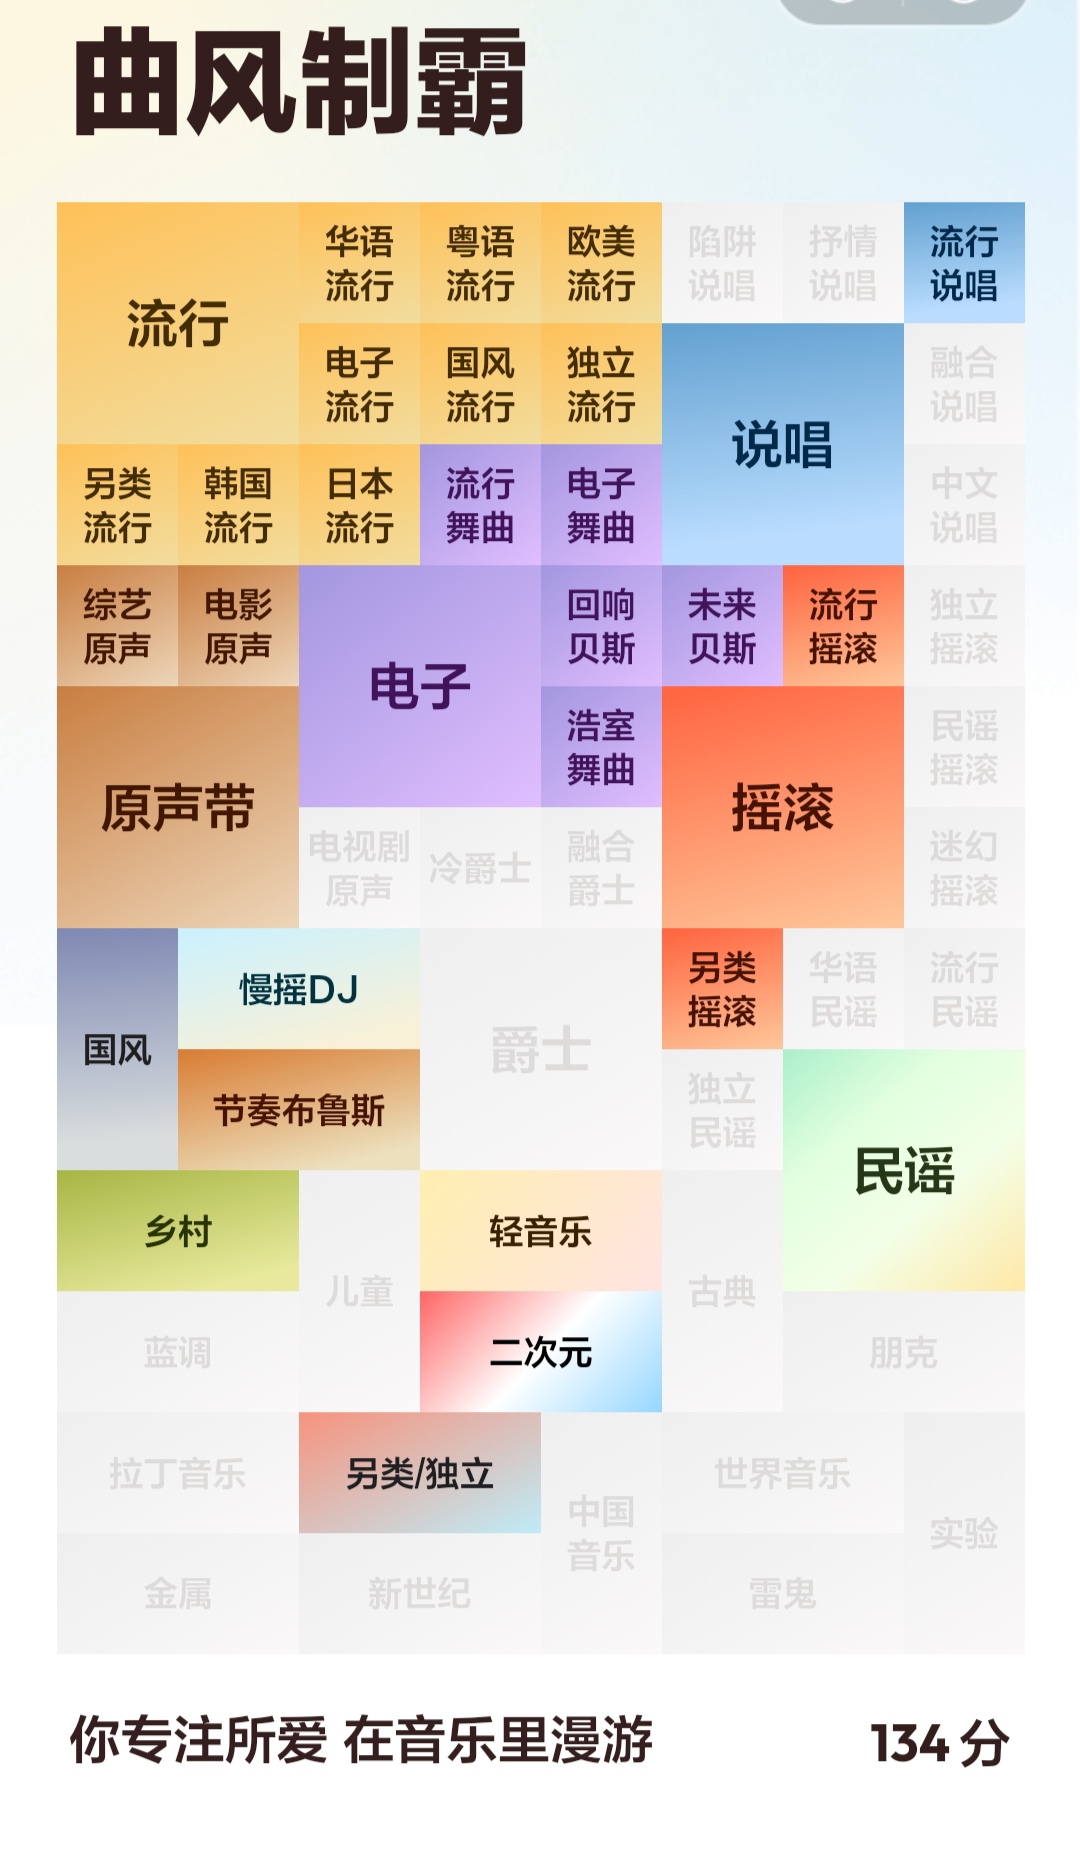 曲风制霸
流行
华语
流行
粤语
流行
欧美
流行
陷阱
说唱
抒情
说唱
流行
说唱
电子
流行
国风
流行
独立
流行
说唱
融合
说唱
另类
流行
韩国
流行
日本
流行
流行
舞曲
电子
舞曲
中文
说唱
综艺
原声
电影
原声
电子
回响
贝斯
未来
贝斯
流行
摇滚
独立
摇滚
原声带
浩室
舞曲
摇滚
民谣
摇滚
电视剧
原声
冷爵士
融合
爵士
迷幻
摇滚
国风
慢摇DJ
爵士
另类
摇滚
华语
民谣
流行
民谣
节奏布鲁斯
独立
民谣
民谣
乡村
儿童
轻音乐
古典
蓝调
二次元
朋克
拉丁音乐
另类/独立
中国
音乐
世界音乐
实验
金属
新世纪
雷鬼
你专注所爱 在音乐里漫游
134 分